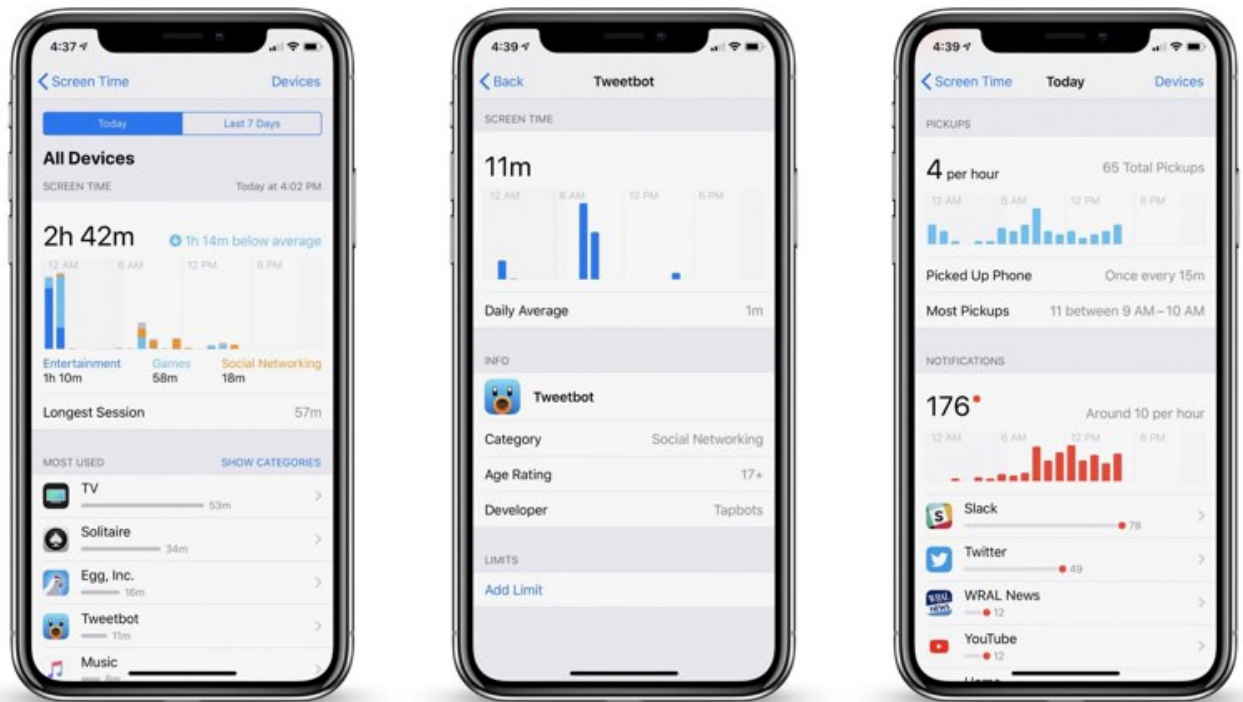 4:37
Screen Time
Devices
Today
Last 7 Days
All Devices
SCREEN TIME
Today at 4:02 PM
2h 42m
1h 14m below average
12 AM 6 AM 12 PM 6 PM
Entertainment Games Social Networking
1h 10m 58m 18m
Longest Session 57m
MOST USED SHOW CATEGORIES
TV
53m
Solitaire
34m
Egg, Inc.
16m
Tweetbot
11m
Music
8m
4:39
Back Tweetbot
SCREEN TIME
11m
12 AM 6 AM 12 PM 6 PM
Daily Average 1m
INFO
Tweetbot
Category Social Networking
Age Rating 17+
Developer Tapbots
LIMITS
Add Limit
4:39
Screen Time Today Devices
PICKUPS
4 per hour 65 Total Pickups
12 AM 6 AM 12 PM 6 PM
Picked Up Phone Once every 15m
Most Pickups 11 between 9 AM–10 AM
NOTIFICATIONS
176 Around 10 per hour
12 AM 6 AM 12 PM 6 PM
S
Slack
78
Twitter
49
WRAL NEWS
WRAL News
12
YouTube
12